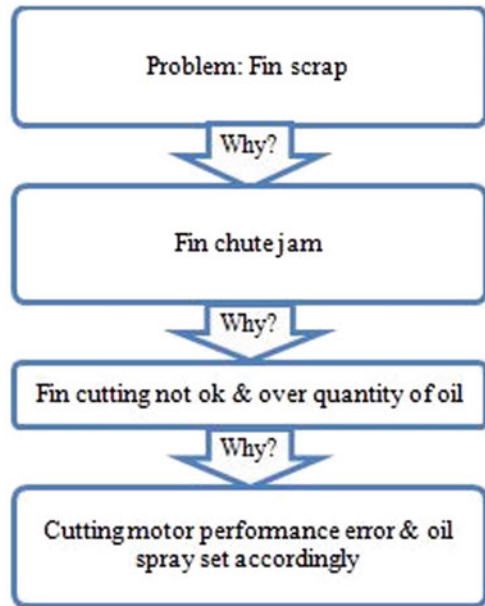 Problem: Fin scrap
Why?
Fin chute jam
Why?
Fin cutting not ok & over quantity of oil
Why?
Cutting motor performance error & oil
spray set accordingly